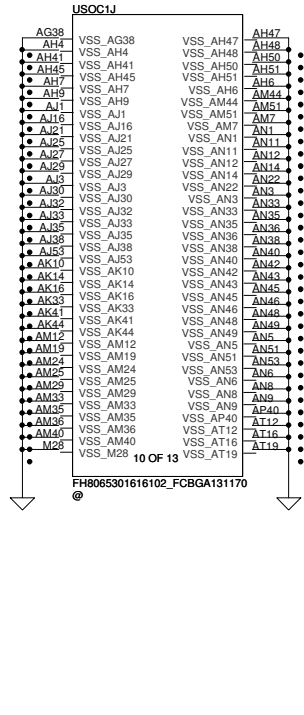 USOC1J
AG38 VSS_AG38 VSS_AH47 AH47
AH4 VSS_AH4 VSS_AH48 AH48
AH41 VSS_AH41 VSS_AH50 AH50
AH45 VSS_AH45 VSS_AH51 AH51
AH7 VSS_AH7 VSS_AH6 AH6
AH9 VSS_AH9 VSS_AM44 AM44
AJ1 VSS_AJ1 VSS_AM51 AM51
AJ16 VSS_AJ16 VSS_AM7 AM7
AJ21 VSS_AJ21 VSS_AN1 AN1
AJ25 VSS_AJ25 VSS_AN11 AN11
AJ27 VSS_AJ27 VSS_AN12 AN12
AJ29 VSS_AJ29 VSS_AN14 AN14
AJ3 VSS_AJ3 VSS_AN22 AN22
AJ30 VSS_AJ30 VSS_AN3 AN3
AJ32 VSS_AJ32 VSS_AN33 AN33
AJ33 VSS_AJ33 VSS_AN35 AN35
AJ35 VSS_AJ35 VSS_AN36 AN36
AJ38 VSS_AJ38 VSS_AN38 AN38
AJ53 VSS_AJ53 VSS_AN40 AN40
AK10 VSS_AK10 VSS_AN42 AN42
AK14 VSS_AK14 VSS_AN43 AN43
AK16 VSS_AK16 VSS_AN45 AN45
AK33 VSS_AK33 VSS_AN46 AN46
AK41 VSS_AK41 VSS_AN48 AN48
AK44 VSS_AK44 VSS_AN49 AN49
AM12 VSS_AM12 VSS_AN5 AN5
AM19 VSS_AM19 VSS_AN51 AN51
AM24 VSS_AM24 VSS_AN53 AN53
AM25 VSS_AM25 VSS_AN6 AN6
AM29 VSS_AM29 VSS_AN8 AN8
AM33 VSS_AM33 VSS_AN9 AN9
AM35 VSS_AM35 VSS_AP40 AP40
AM36 VSS_AM36 VSS_AT12 AT12
AM40 VSS_AM40 VSS_AT16 AT16
M28 VSS_M28 10 OF 13 VSS_AT19 AT19
FH8065301616102_FCBGA131170
@